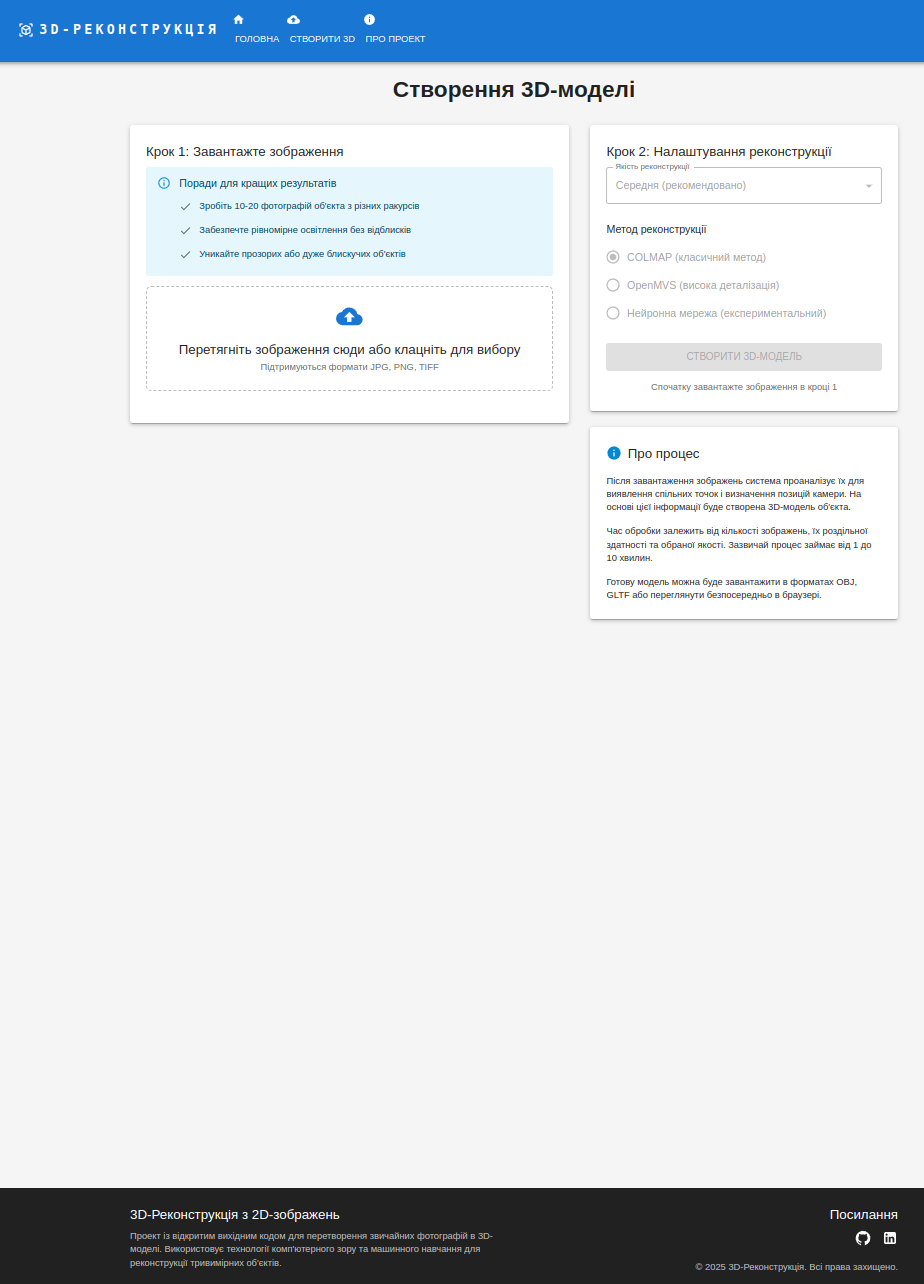 3D-РЕКОНСТРУКЦІЯ
ГОЛОВНА
СТВОРИТИ 3D
ПРО ПРОЕКТ
Створення 3D-моделі
Крок 1: Завантажте зображення
Поради для кращих результатів
Зробіть 10-20 фотографій об'єкта з різних ракурсів
Забезпечте рівномірне освітлення без відблисків
Уникайте прозорих або дуже блискучих об'єктів
Перетягніть зображення сюди або клацніть для вибору
Підтримуються формати JPG, PNG, TIFF
Крок 2: Налаштування реконструкції
Якість реконструкції
Середня (рекомендовано)
Метод реконструкції
COLMAP (класичний метод)
OpenMVS (висока деталізація)
Нейронна мережа (експериментальний)
СТВОРИТИ 3D-МОДЕЛЬ
Спочатку завантажте зображення в кроці 1
Про процес
Після завантаження зображень система проаналізує їх для
виявлення спільних точок і визначення позицій камери. На
основі цієї інформації буде створена 3D-модель об'єкта.
Час обробки залежить від кількості зображень, їх роздільної
здатності та обраної якості. Зазвичай процес займає від 1 до
10 хвилин.
Готову модель можна буде завантажити в форматах OBJ,
GLTF або переглянути безпосередньо в браузері.
3D-Реконструкція з 2D-зображень
Проект із відкритим вихідним кодом для перетворення звичайних фотографій в 3D-
моделі. Використовує технології комп'ютерного зору та машинного навчання для
реконструкції тривимірних об'єктів.
Посилання
© 2025 3D-Реконструкція. Всі права захищено.